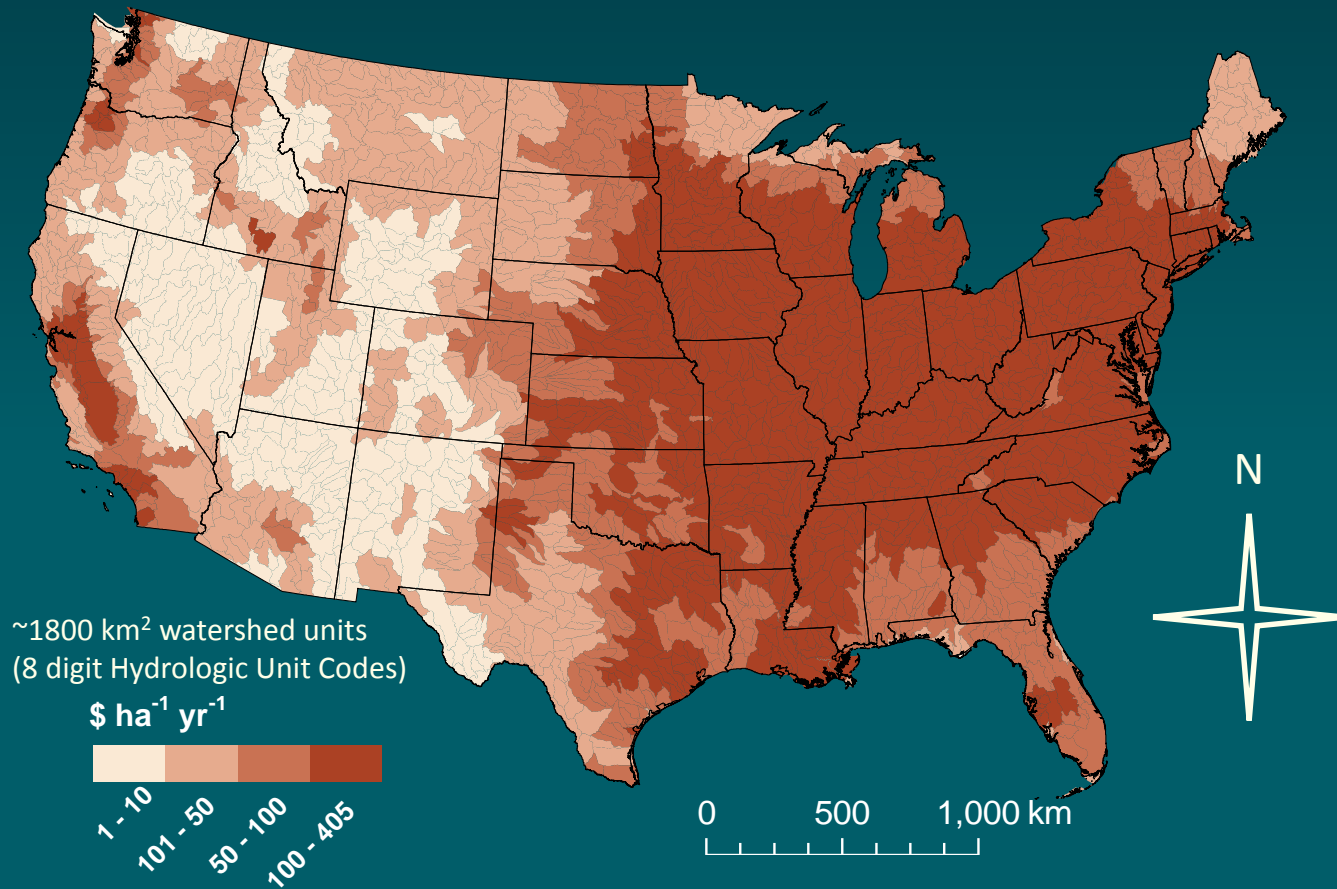 N
~1800 km² watershed units
(8 digit Hydrologic Unit Codes)
$ ha⁻¹ yr⁻¹
1 - 10
101 - 50
50 - 100
100 - 405
0 500 1,000 km